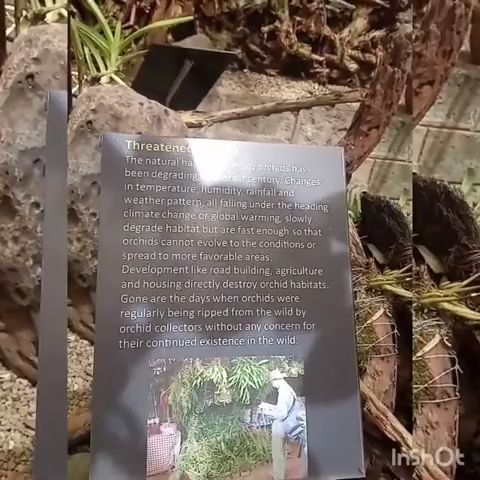 Threatened
The natural orchids has
been degrading century. Changes
in temperature, humidity, rainfall and
weather pattern, all falling under the heading
climate change or global warming, slowly
degrade habitat but are fast enough so that
orchids cannot evolve to the conditions or
spread to more favorable areas.
Development like road building, agriculture
and housing directly destroy orchid habitats.
Gone are the days when orchids were
regularly being ripped from the wild by
orchid collectors without any concern for
their continued existence in the wild.
InShOt